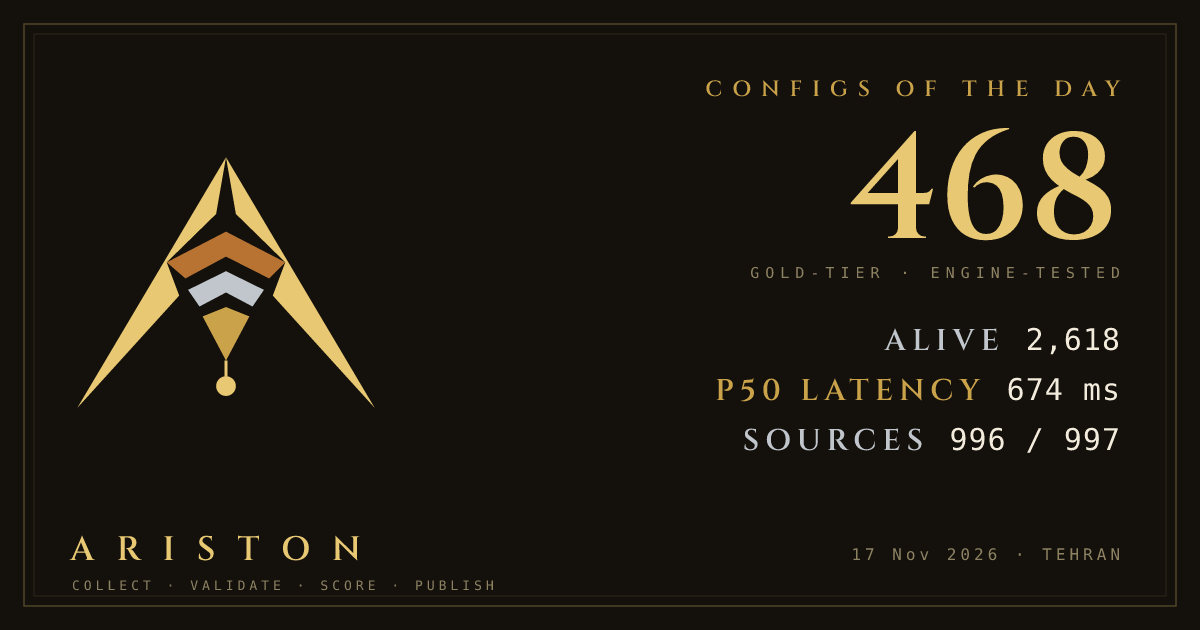 CONFIGS OF THE DAY
468
GOLD-TIER · ENGINE-TESTED
ALIVE 2,618
P50 LATENCY 674 ms
SOURCES 996 / 997
ARISTON
COLLECT · VALIDATE · SCORE · PUBLISH
17 Nov 2026 · TEHRAN